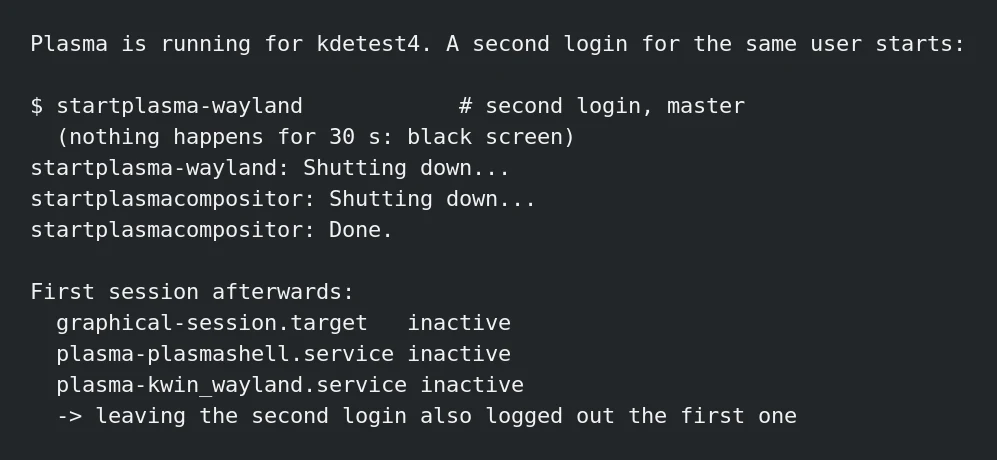 Plasma is running for kdetest4. A second login for the same user starts:
$ startplasma-wayland            # second login, master
  (nothing happens for 30 s: black screen)
startplasma-wayland: Shutting down...
startplasmacompositor: Shutting down...
startplasmacompositor: Done.
First session afterwards:
  graphical-session.target   inactive
  plasma-plasmashell.service inactive
  plasma-kwin_wayland.service inactive
  -> leaving the second login also logged out the first one